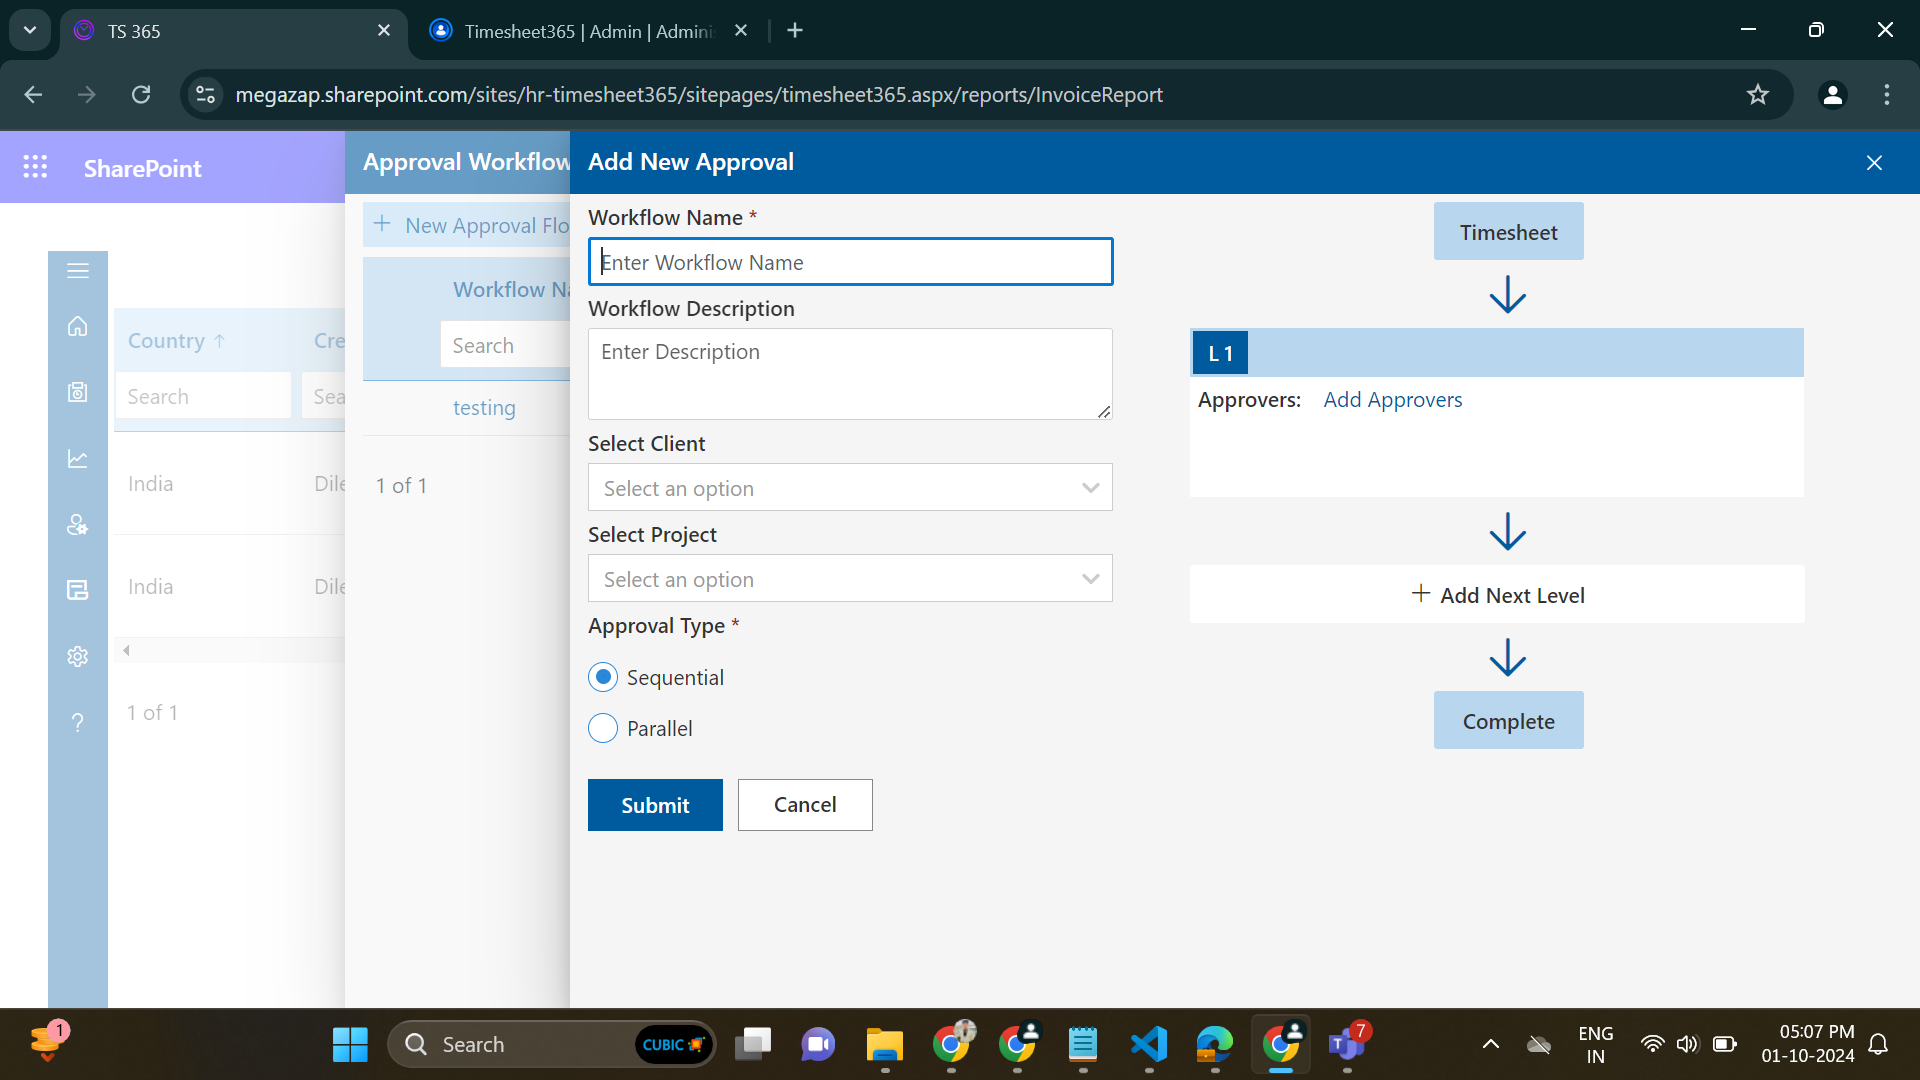 TS 365
Timesheet365 | Admin | Admini
megazap.sharepoint.com/sites/hr-timesheet365/sitepages/timesheet365.aspx/reports/InvoiceReport
SharePoint
Country ↑
Cre
Search
Sea
India
Dile
India
Dile
1 of 1
?
Approval Workflow
+ New Approval Flo
Workflow Na
Search
testing
1 of 1
Add New Approval
Workflow Name *
Enter Workflow Name
Workflow Description
Enter Description
Select Client
Select an option
Select Project
Select an option
Approval Type *
Sequential
Parallel
Submit
Cancel
Timesheet
L 1
Approvers: Add Approvers
+ Add Next Level
Complete
1
Search
CUBIC
7
ENG
IN
05:07 PM
01-10-2024